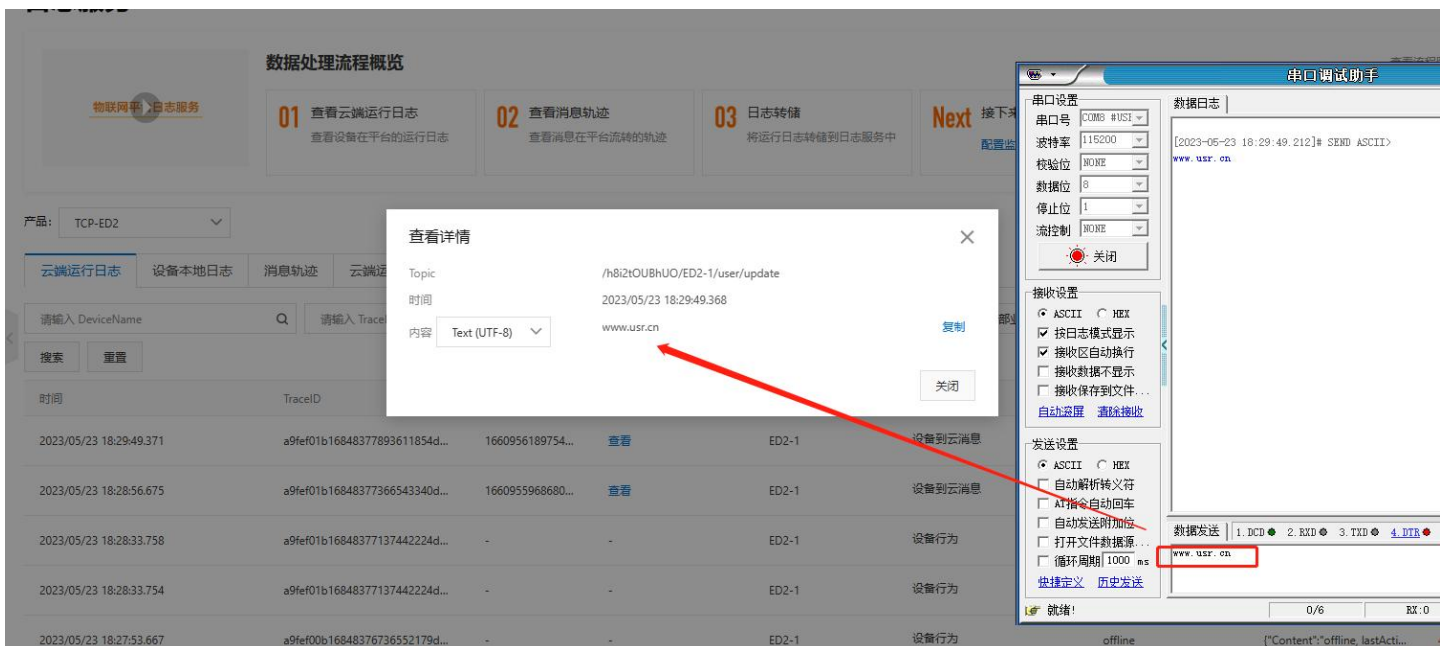 数据处理流程概览
物联网平 日志服务
01 查看云端运行日志
查看设备在平台的运行日志
02 查看消息轨迹
查看消息在平台流转的轨迹
03 日志转储
将运行日志转储到日志服务中
Next 接下来
配置监
产品: TCP-ED2
云端运行日志 设备本地日志 消息轨迹 云端运
请输入 DeviceName 请输入 Trace
搜索 重置
时间 TraceID
2023/05/23 18:29:49.371 a9fef01b16848377893611854d... 1660956189754... 查看 ED2-1 设备到云消息
2023/05/23 18:28:56.675 a9fef01b16848377366543340d... 1660955968680... 查看 ED2-1 设备到云消息
2023/05/23 18:28:33.758 a9fef01b16848377137442224d... - - ED2-1 设备行为
2023/05/23 18:28:33.754 a9fef01b16848377137442224d... - - ED2-1 设备行为
2023/05/23 18:27:53.667 a9fef00b16848376736552179d... - - ED2-1 设备行为 offline {"Content":"offline, lastActi...
查看详情
Topic /h8i2tOUBhUO/ED2-1/user/update
时间 2023/05/23 18:29:49.368
内容 Text (UTF-8) www.usr.cn 复制
关闭
串口调试助手
串口设置
串口号 COM8 #USI
波特率 115200
校验位 NONE
数据位 8
停止位 1
流控制 NONE
关闭
接收设置
ASCII HEX
按日志模式显示
接收区自动换行
接收数据不显示
接收保存到文件...
自动滚屏 清除接收
发送设置
ASCII HEX
自动解析转义符
AT指令自动回车
自动发送附加位
打开文件数据源...
循环周期 1000 ms
快捷定义 历史发送
数据日志
[2023-05-23 18:29:49.212]# SEND ASCII>
www.usr.cn
数据发送 1.DCD 2.RXD 3.TXD 4.DTR
www.usr.cn
就绪! 0/6 RX:0